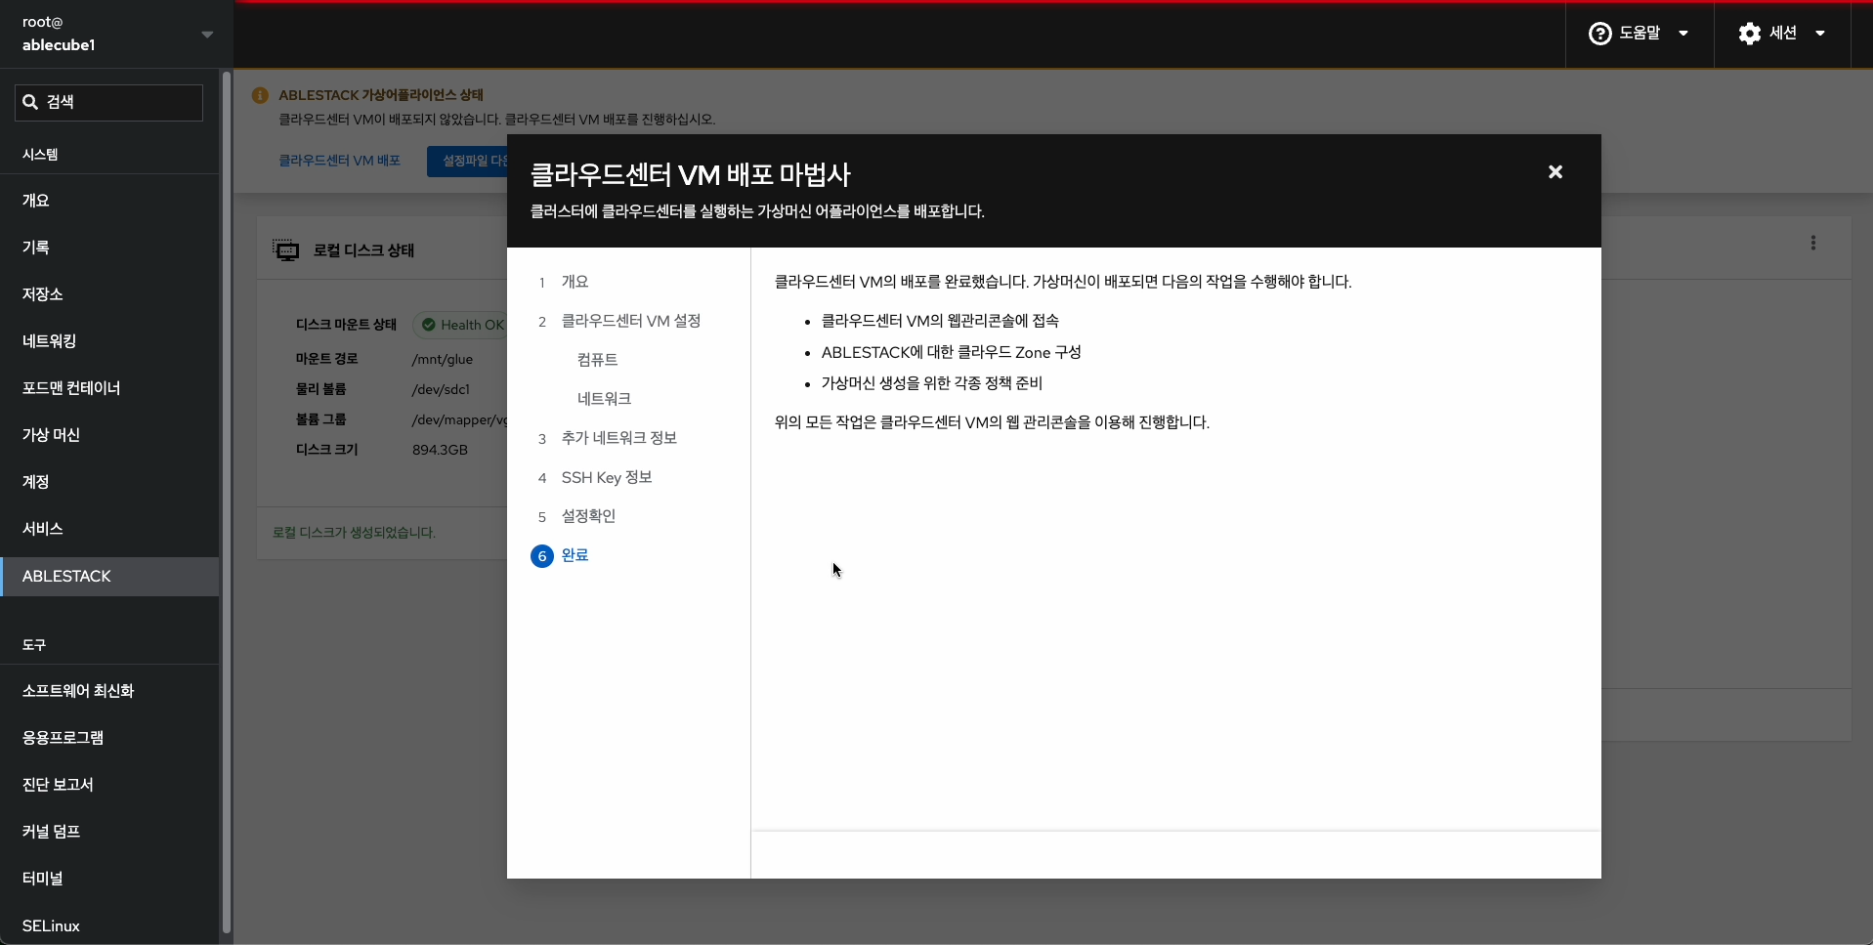 root@
ablecube1
도움말
세션
검색
시스템
개요
기록
저장소
네트워킹
포드맨 컨테이너
가상 머신
계정
서비스
ABLESTACK
도구
소프트웨어 최신화
응용프로그램
진단 보고서
커널 덤프
터미널
SELinux
ABLESTACK 가상어플라이언스 상태
클라우드센터 VM이 배포되지 않았습니다. 클라우드센터 VM 배포를 진행하십시오.
클라우드센터 VM 배포
설정파일
로컬 디스크 상태
디스크 마운트 상태 Health OK
마운트 경로 /mnt/glue
물리 볼륨 /dev/sdc1
볼륨 그룹 /dev/mapper/vg
디스크 크기 894.3GB
로컬 디스크가 생성되었습니다.
클라우드센터 VM 배포 마법사
클러스터에 클라우드센터를 실행하는 가상머신 어플라이언스를 배포합니다.
1 개요
2 클라우드센터 VM 설정
컴퓨트
네트워크
3 추가 네트워크 정보
4 SSH Key 정보
5 설정확인
6 완료
클라우드센터 VM의 배포를 완료했습니다. 가상머신이 배포되면 다음의 작업을 수행해야 합니다.
• 클라우드센터 VM의 웹관리콘솔에 접속
• ABLESTACK에 대한 클라우드 Zone 구성
• 가상머신 생성을 위한 각종 정책 준비
위의 모든 작업은 클라우드센터 VM의 웹 관리콘솔을 이용해 진행합니다.